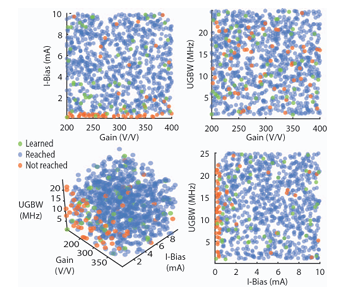 10
8
6
4
2
I-Bias (mA)
200 250 300 350 400
Gain (V/V)
20
15
10
5
UGBW (MHz)
200 250 300 350 400
Gain (V/V)
Learned
Reached
Not reached
20
15
10
5
UGBW
(MHz)
200
300
350
Gain
(V/V)
2
4
6
8
I-Bias
(mA)
25
20
15
10
5
UGBW (MHz)
0 2 4 6 8 10
I-Bias (mA)